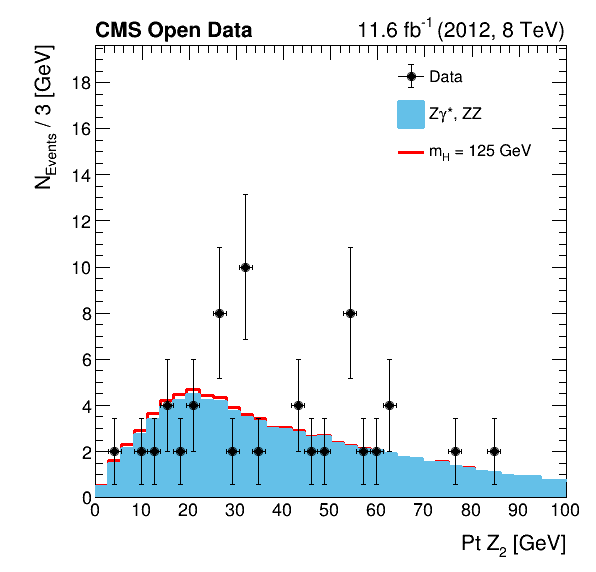 CMS Open Data 11.6 fb⁻¹ (2012, 8 TeV)
N_Events / 3 [GeV]
Data
Zγ*, ZZ
m_H = 125 GeV
18
16
14
12
10
8
6
4
2
0
0 10 20 30 40 50 60 70 80 90 100
Pt Z₂ [GeV]